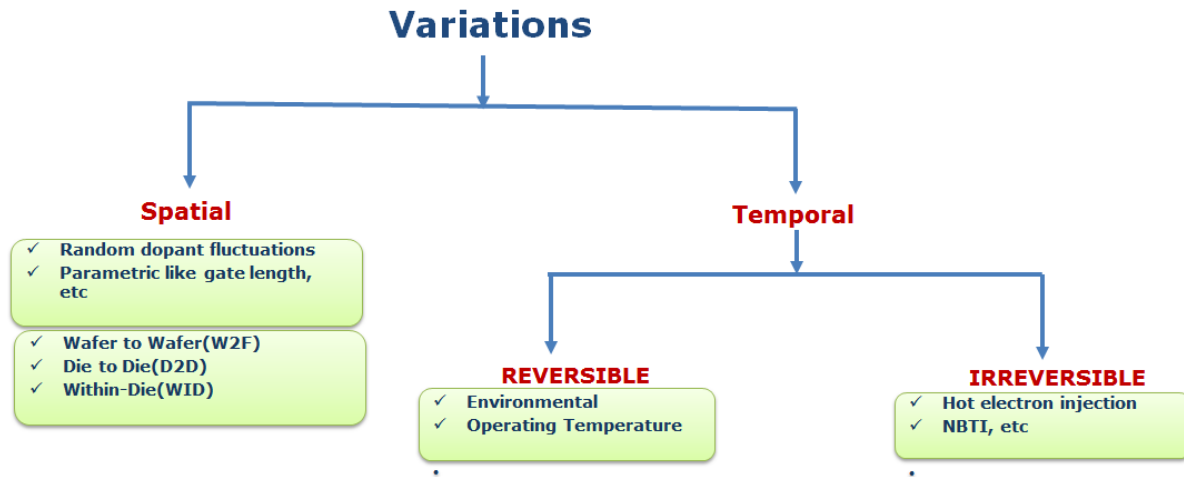 Variations
Spatial
✓ Random dopant fluctuations
✓ Parametric like gate length,
etc
✓ Wafer to Wafer(W2F)
✓ Die to Die(D2D)
✓ Within-Die(WID)
Temporal
REVERSIBLE
✓ Environmental
✓ Operating Temperature
•
IRREVERSIBLE
✓ Hot electron injection
✓ NBTI, etc
•